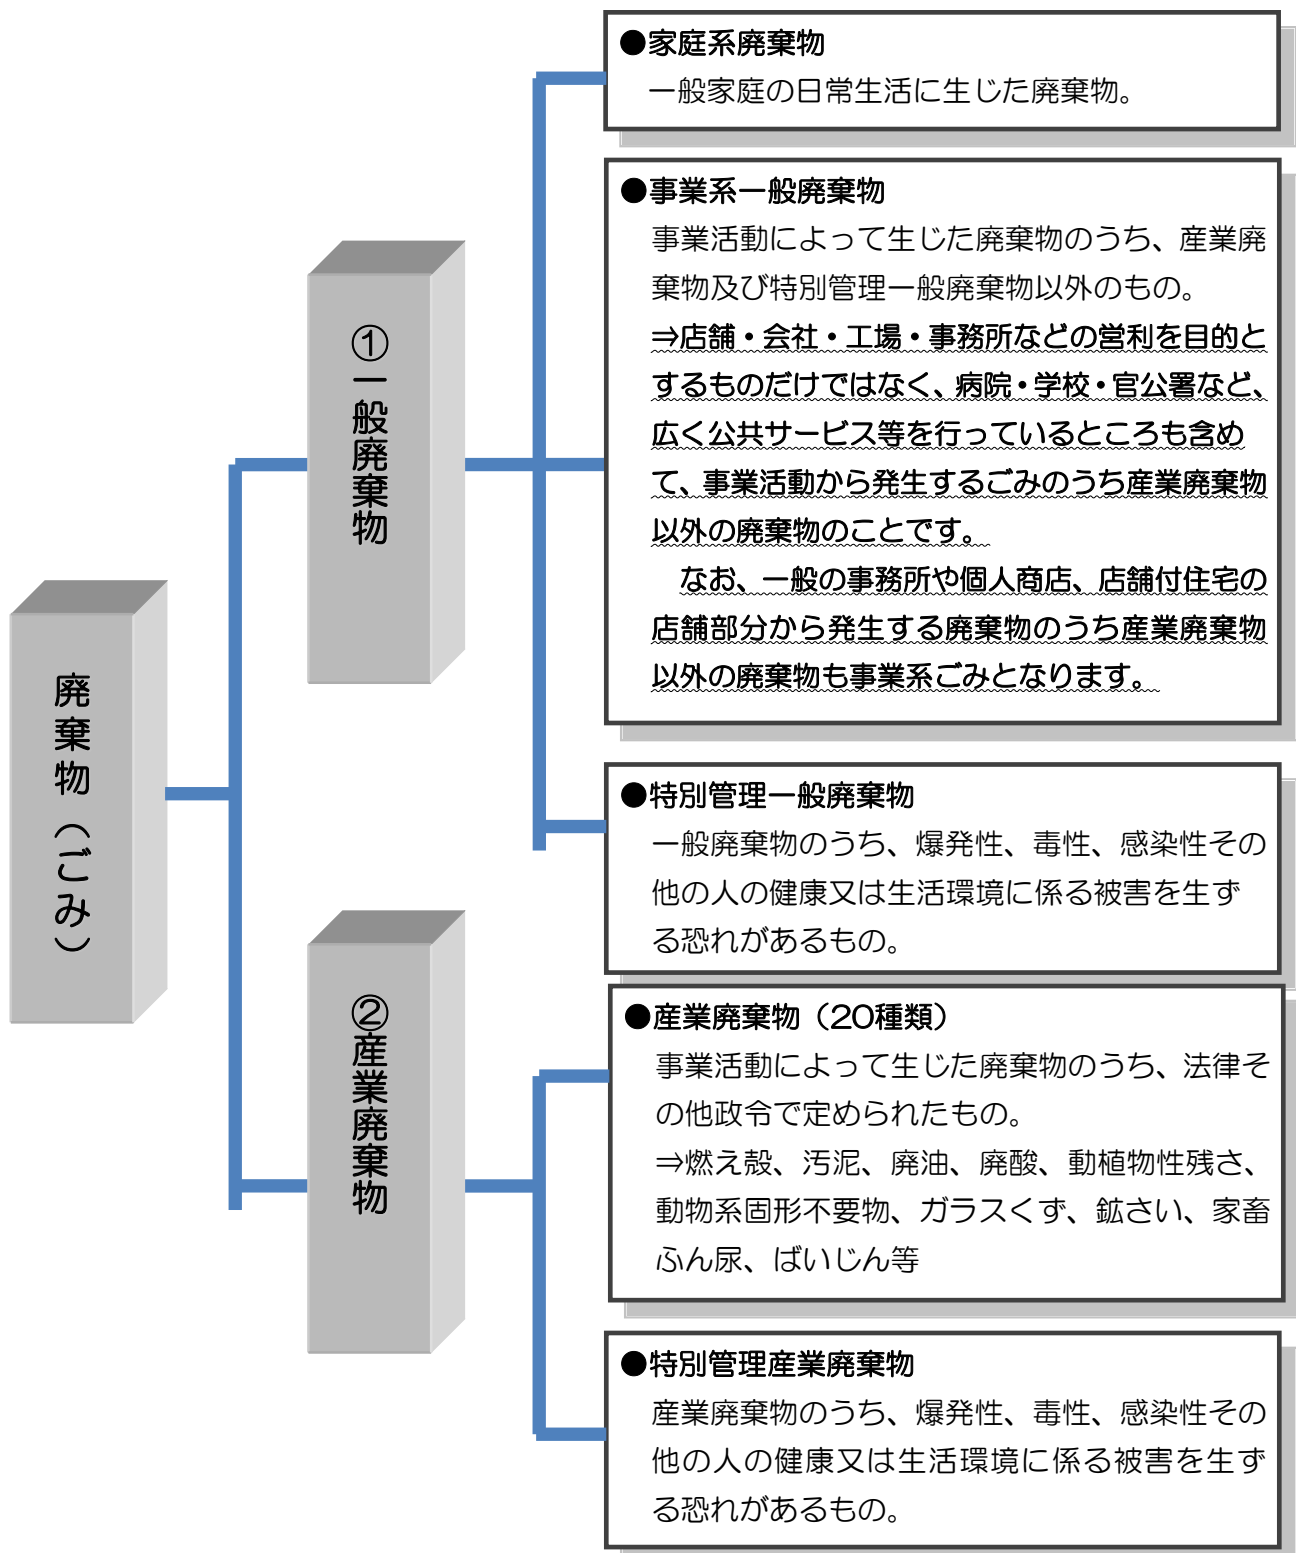 廃棄物（ごみ）
①一般廃棄物
●家庭系廃棄物
一般家庭の日常生活に生じた廃棄物。
●事業系一般廃棄物
事業活動によって生じた廃棄物のうち、産業廃
棄物及び特別管理一般廃棄物以外のもの。
⇒店舗・会社・工場・事務所などの営利を目的と
するものだけではなく、病院・学校・官公署など、
広く公共サービス等を行っているところも含め
て、事業活動から発生するごみのうち産業廃棄物
以外の廃棄物のことです。
なお、一般の事務所や個人商店、店舗付住宅の
店舗部分から発生する廃棄物のうち産業廃棄物
以外の廃棄物も事業系ごみとなります。
●特別管理一般廃棄物
一般廃棄物のうち、爆発性、毒性、感染性その
他の人の健康又は生活環境に係る被害を生ず
る恐れがあるもの。
②産業廃棄物
●産業廃棄物（20種類）
事業活動によって生じた廃棄物のうち、法律そ
の他政令で定められたもの。
⇒燃え殻、汚泥、廃油、廃酸、動植物性残さ、
動物系固形不要物、ガラスくず、鉱さい、家畜
ふん尿、ばいじん等
●特別管理産業廃棄物
産業廃棄物のうち、爆発性、毒性、感染性その
他の人の健康又は生活環境に係る被害を生ず
る恐れがあるもの。